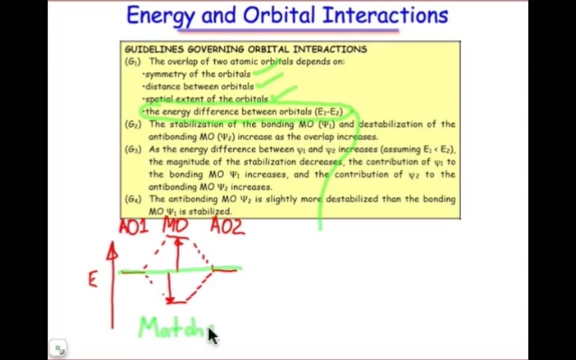 Energy and Orbital Interactions
GUIDELINES GOVERNING ORBITAL INTERACTIONS
(G₁) The overlap of two atomic orbitals depends on:
•symmetry of the orbitals
•distance between orbitals
•spatial extent of the orbitals
•the energy difference between orbitals (E₁-E₂)
(G₂) The stabilization of the bonding MO (Ψ₁) and destabilization of the
antibonding MO (Ψ₂) increase as the overlap increases.
(G₃) As the energy difference between ψ₁ and ψ₂ increases (assuming E₁ < E₂),
the magnitude of the stabilization decreases, the contribution of ψ₁ to
the bonding MO Ψ₁ increases, and the contribution of ψ₂ to the
antibonding MO Ψ₂ increases.
(G₄) The antibonding MO Ψ₂ is slightly more destabilized than the bonding
MO Ψ₁ is stabilized.
AO1 MO AO2
E
Match